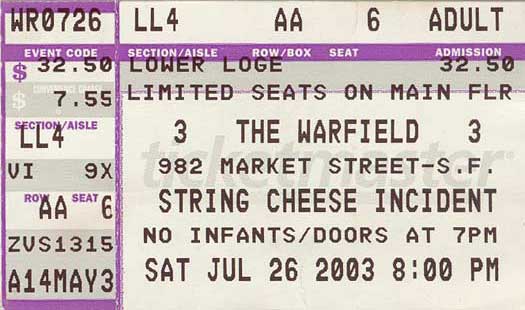 WR0726 LL4 AA 6 ADULT
EVENT CODE SECTION/AISLE ROW/BOX SEAT ADMISSION
$ 32.50 LOWER LOGE 32.50
$ 7.55 CONVENIENCE CHARGE LIMITED SEATS ON MAIN FLR
SECTION/AISLE
LL4 3 THE WARFIELD 3
ticketmaster
VI 9X 982 MARKET STREET-S.F.
ROW SEAT
AA 6 STRING CHEESE INCIDENT
ZVS1315 NO INFANTS/DOORS AT 7PM
A14MAY3 SAT JUL 26 2003 8:00 PM